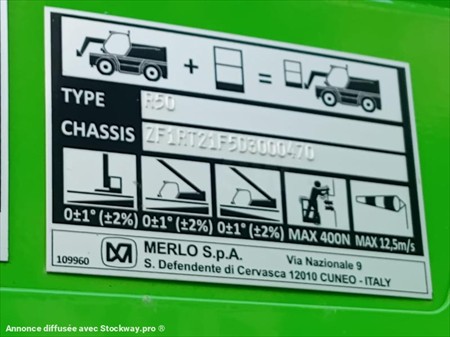 + =
TYPE R50
CHASSIS ZF1RT21F5D8000470
0±1° (±2%) 0±1° (±2%) 0±1° (±2%) MAX 400N MAX 12,5m/s
109960 MERLO S.p.A. Via Nazionale 9
S. Defendente di Cervasca 12010 CUNEO - ITALY
Annonce diffusée avec Stockway.pro ®